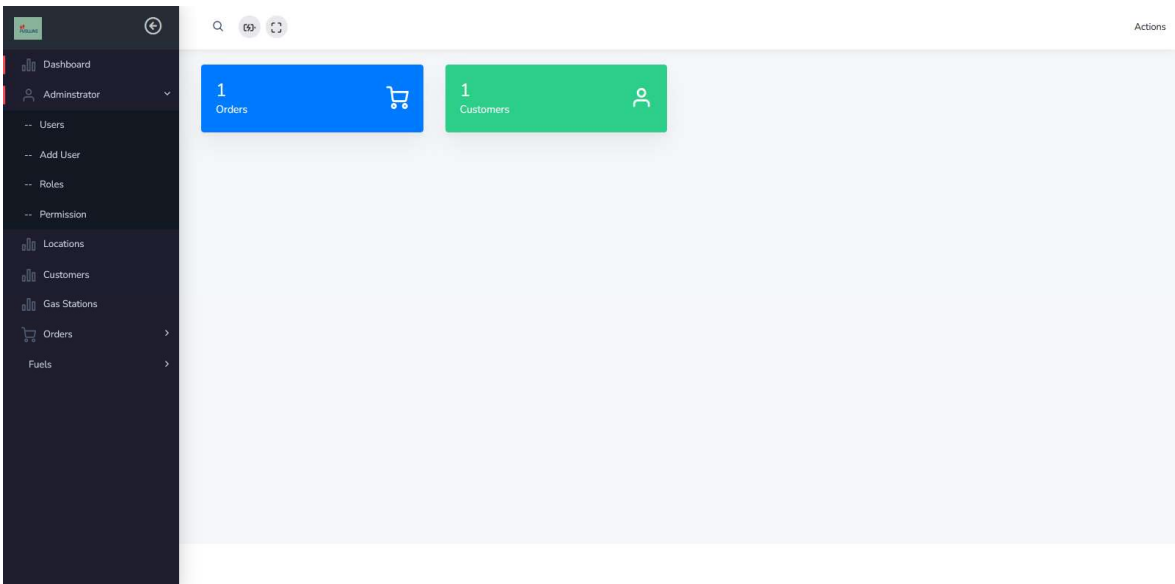 Actions
Dashboard
Adminstrator
-- Users
-- Add User
-- Roles
-- Permission
Locations
Customers
Gas Stations
Orders
Fuels
1
Orders
1
Customers